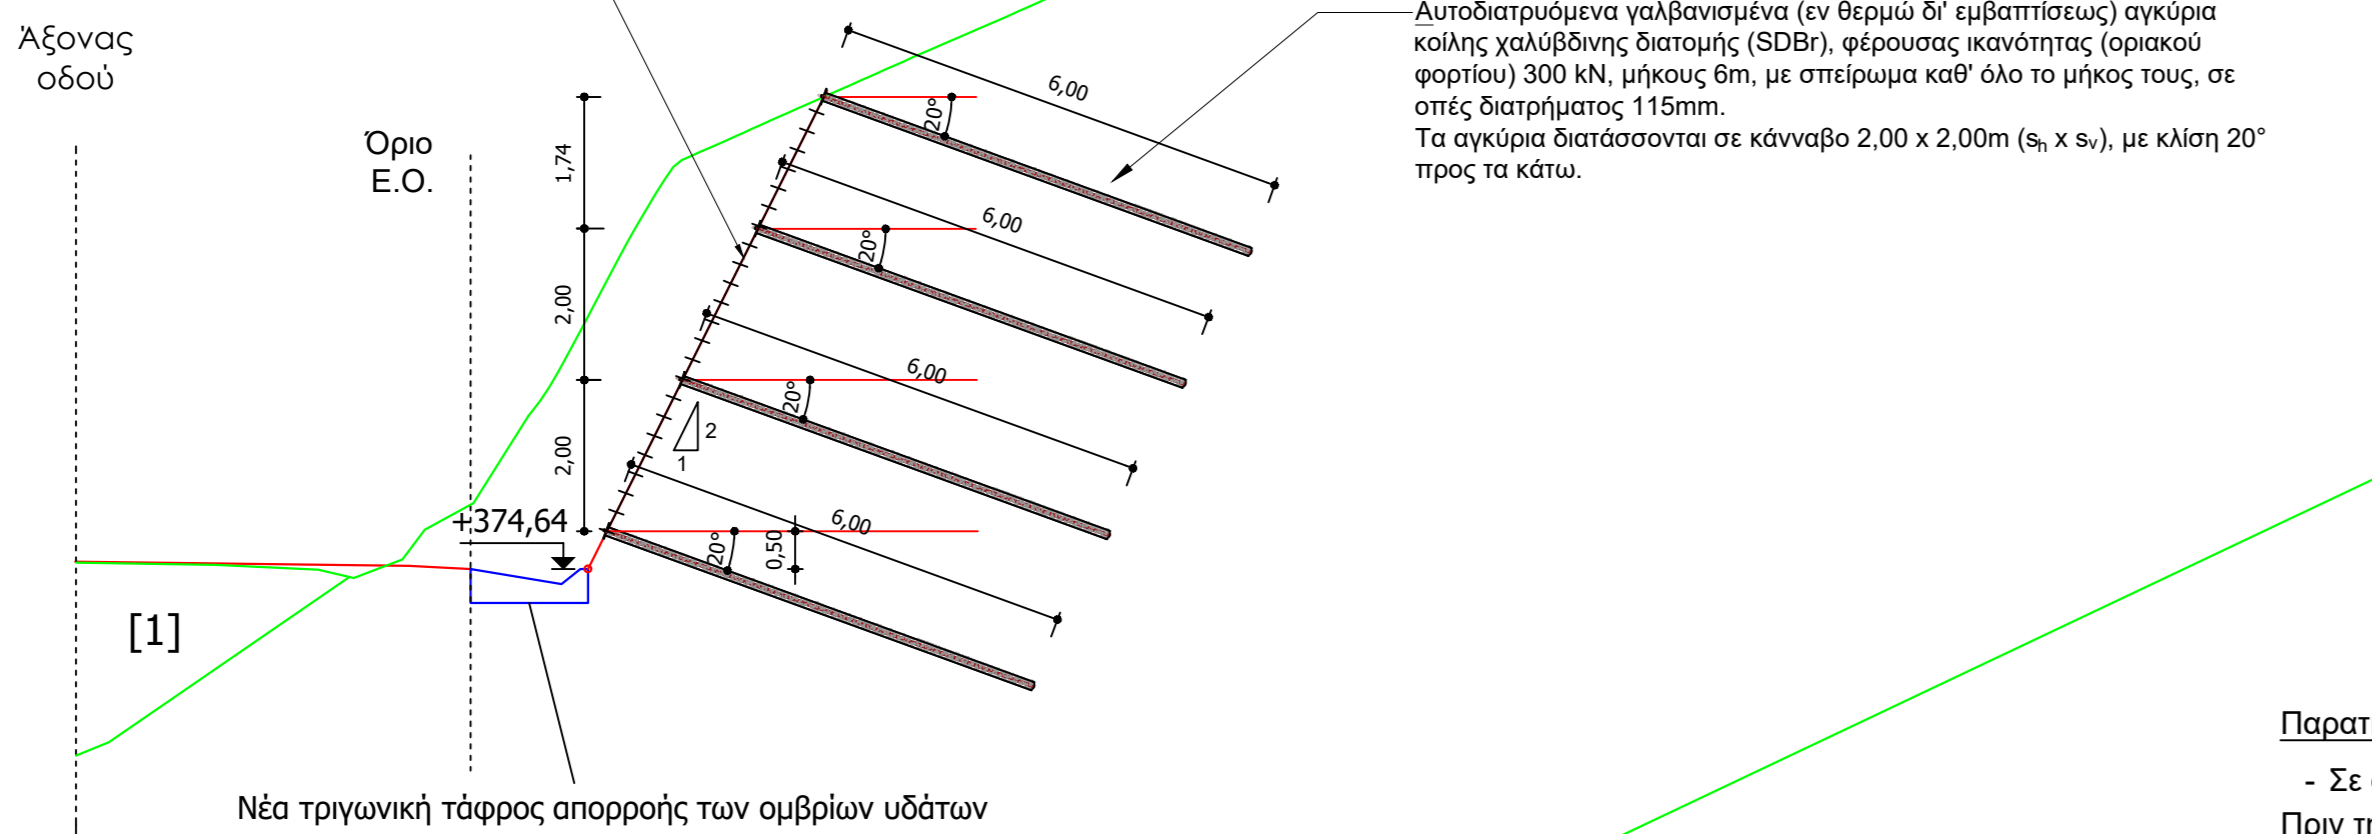 Άξονας
οδού
Όριο
Ε.Ο.
Αυτοδιατρυόμενα γαλβανισμένα (εν θερμώ δι' εμβαπτίσεως) αγκύρια
κοίλης χαλύβδινης διατομής (SDBr), φέρουσας ικανότητας (οριακού
φορτίου) 300 kN, μήκους 6m, με σπείρωμα καθ' όλο το μήκος τους, σε
οπές διατρήματος 115mm.
Τα αγκύρια διατάσσονται σε κάνναβο 2,00 x 2,00m (sh x sv), με κλίση 20°
προς τα κάτω.
6,00
20°
1,74
6,00
20°
2,00
6,00
20°
2
1
2,00
+374,64
6,00
20°
0,50
[1]
Νέα τριγωνική τάφρος απορροής των ομβρίων υδάτων
- Σε
Πριν